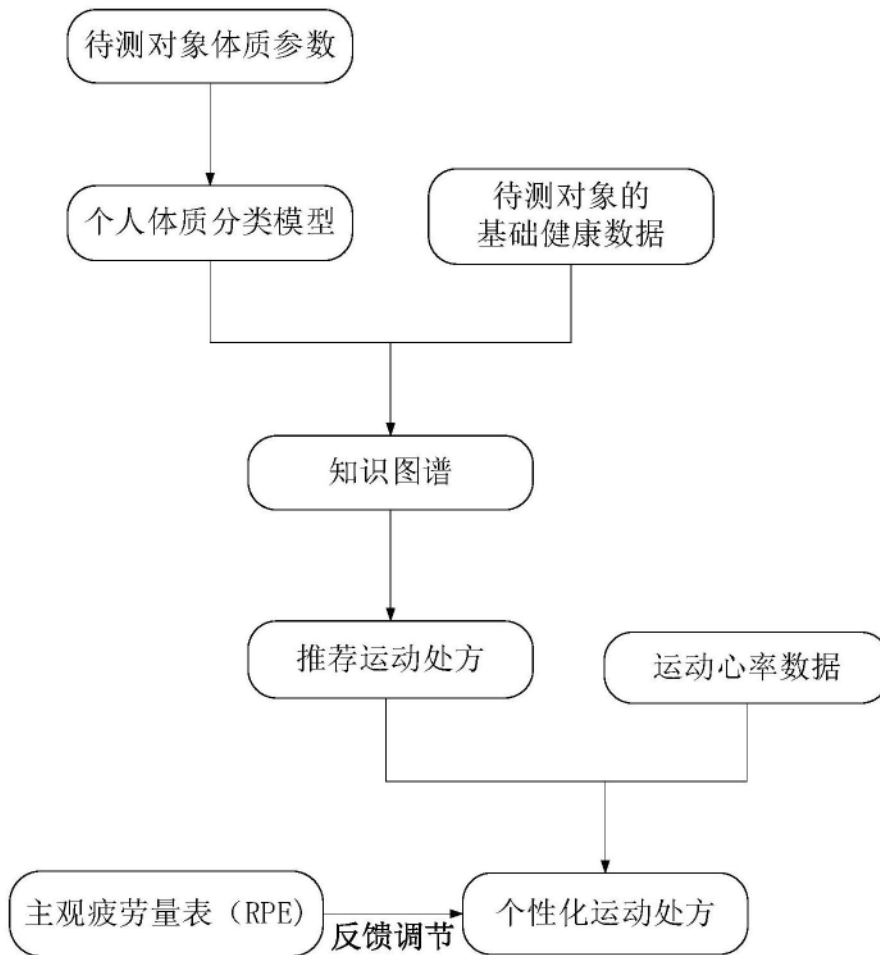 待测对象体质参数
个人体质分类模型
待测对象的
基础健康数据
知识图谱
推荐运动处方
运动心率数据
主观疲劳量表（RPE)
反馈调节
个性化运动处方